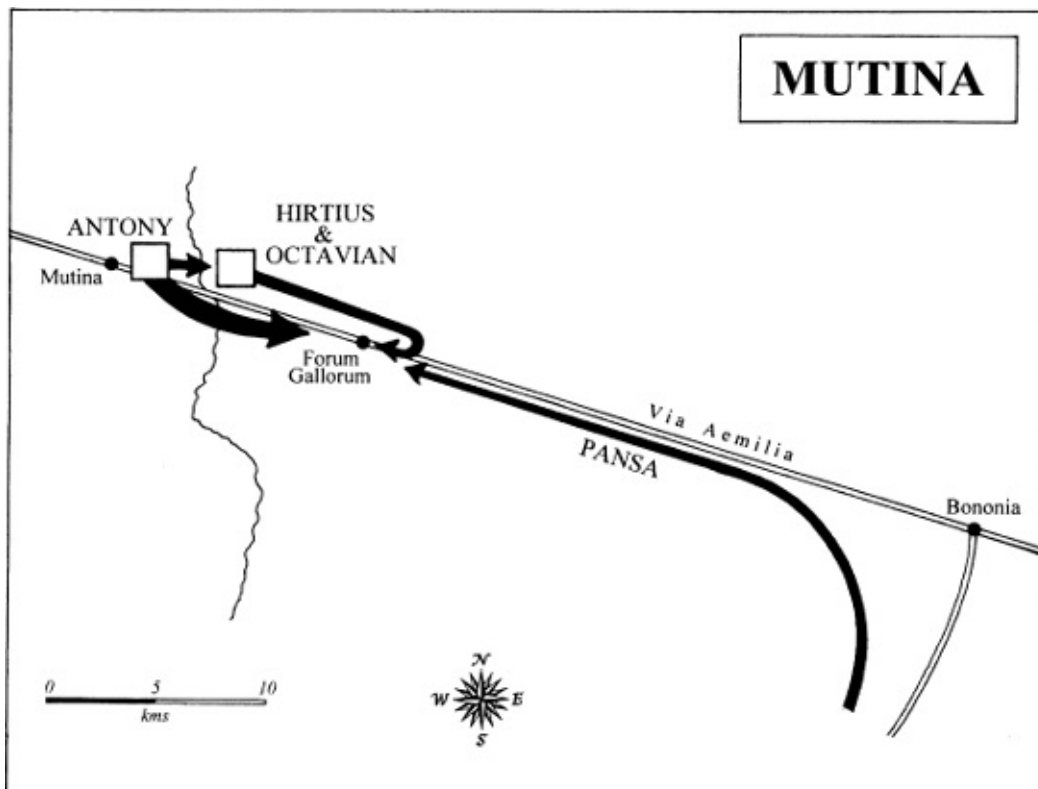 MUTINA
ANTONY
HIRTIUS
&
OCTAVIAN
Mutina
Forum
Gallorum
Via Aemilia
PANSA
Bononia
0 5 10
kms
N
W E
S